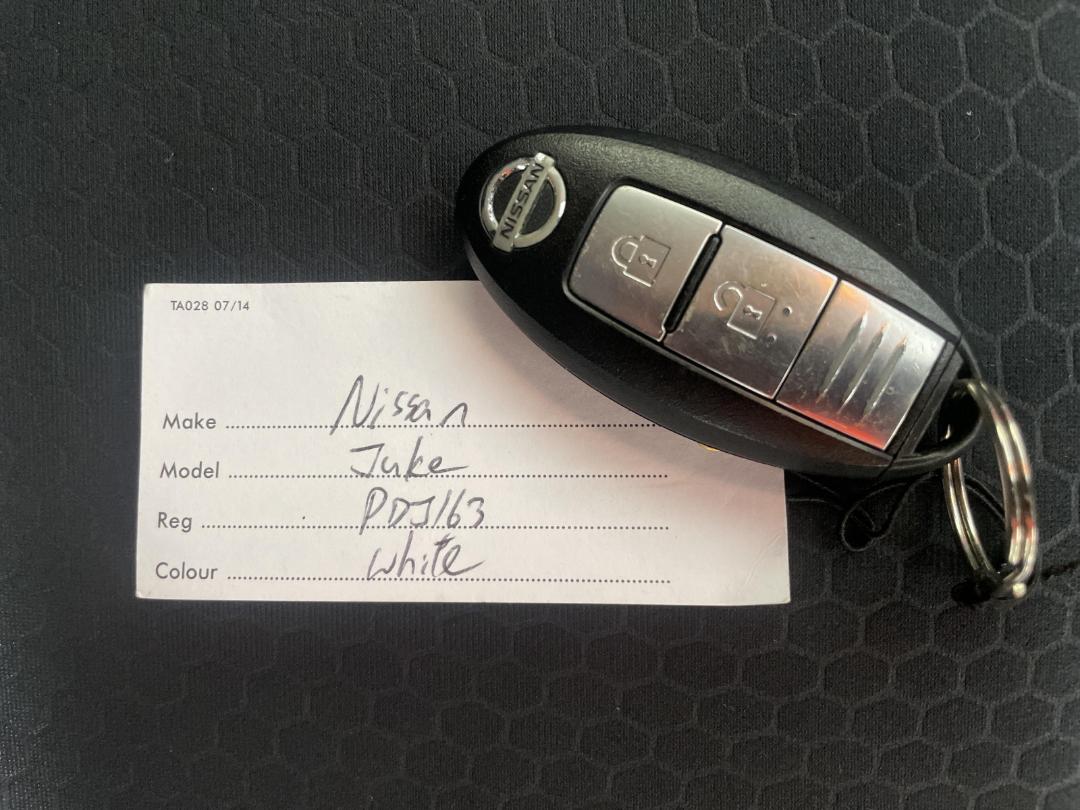 NISSAN
TA028 07/14
Make Nissan
Model Juke
Reg PDJ163
Colour white